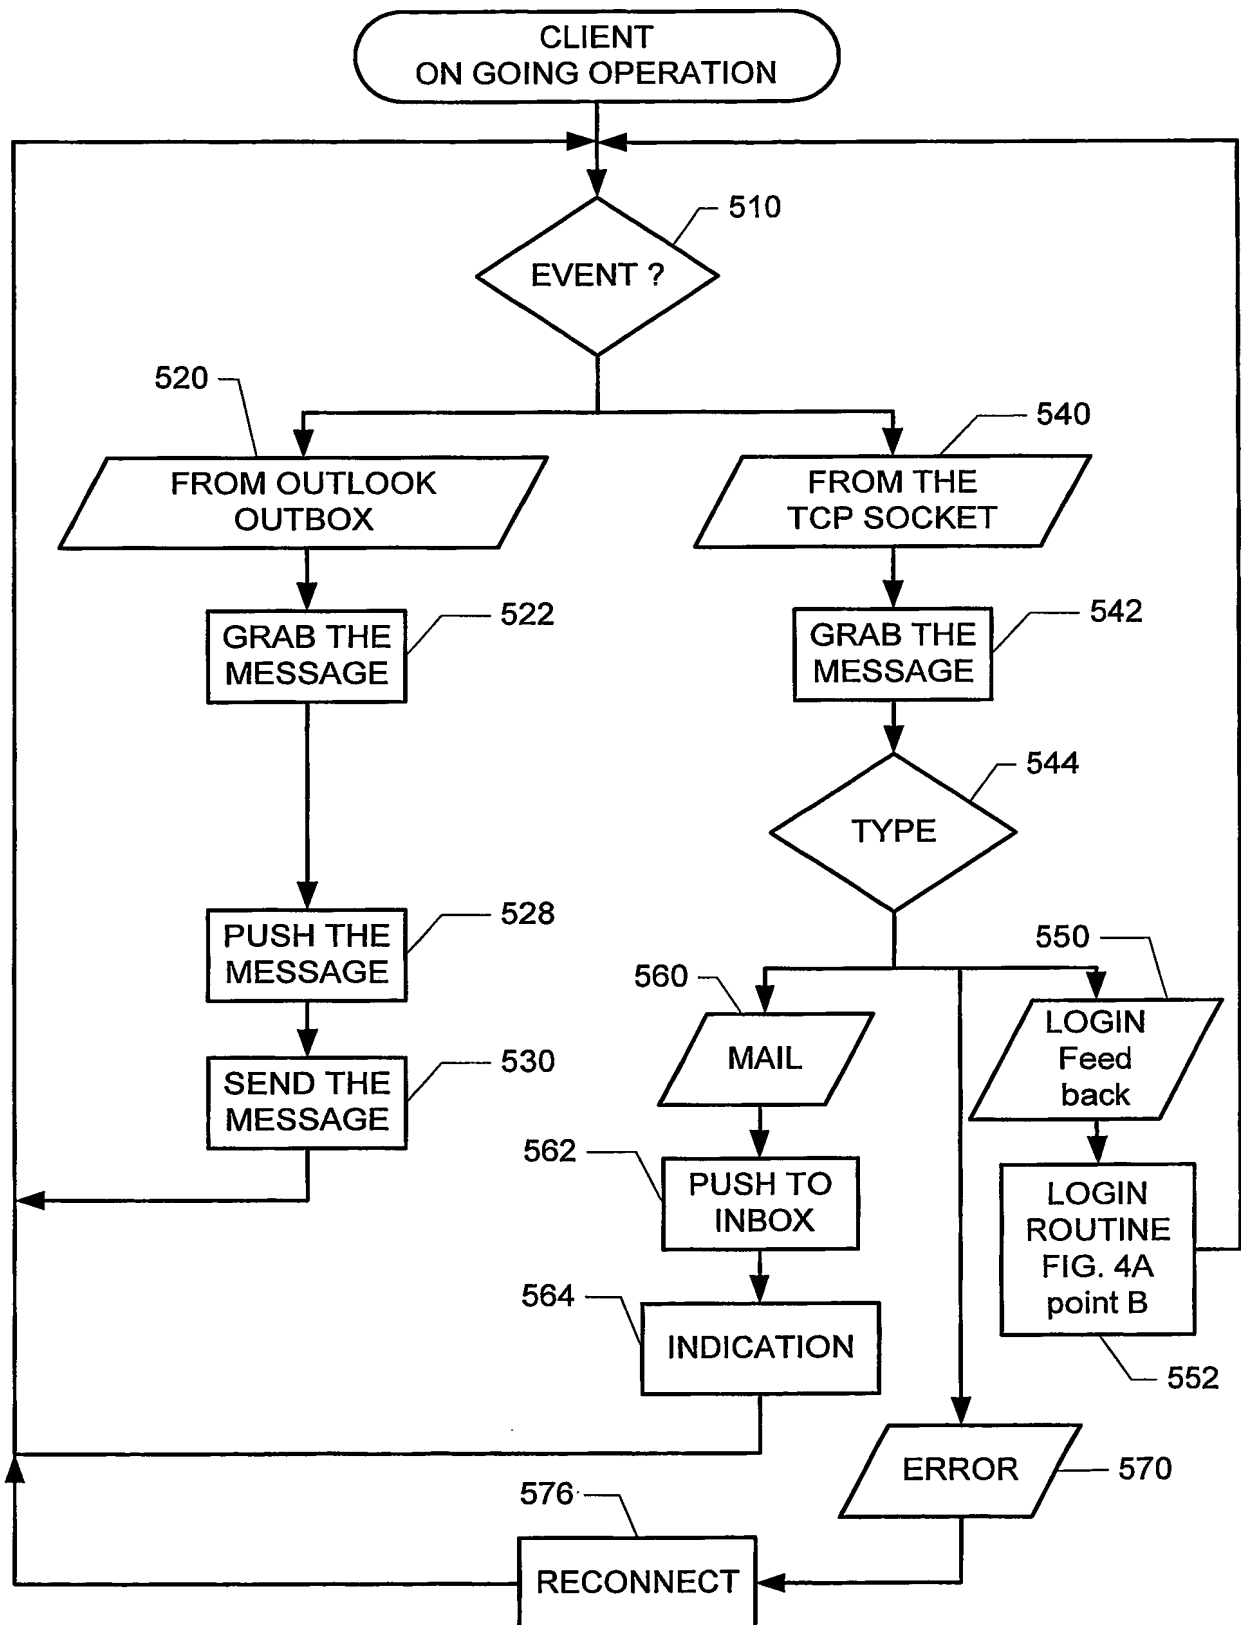 CLIENT
ON GOING OPERATION
510
EVENT ?
520
540
FROM OUTLOOK
OUTBOX
FROM THE
TCP SOCKET
522
542
GRAB THE
MESSAGE
GRAB THE
MESSAGE
544
TYPE
528
PUSH THE
MESSAGE
550
560
LOGIN
Feed
back
MAIL
530
SEND THE
MESSAGE
562
PUSH TO
INBOX
LOGIN
ROUTINE
FIG. 4A
point B
564
INDICATION
552
ERROR
570
576
RECONNECT